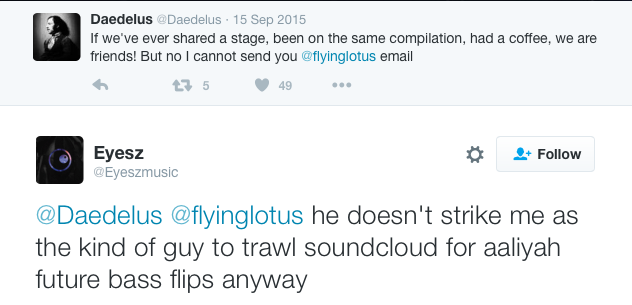 Daedelus @Daedelus · 15 Sep 2015
If we've ever shared a stage, been on the same compilation, had a coffee, we are
friends! But no I cannot send you @flyinglotus email
5 49
Eyesz
@Eyeszmusic
Follow
@Daedelus @flyinglotus he doesn't strike me as
the kind of guy to trawl soundcloud for aaliyah
future bass flips anyway